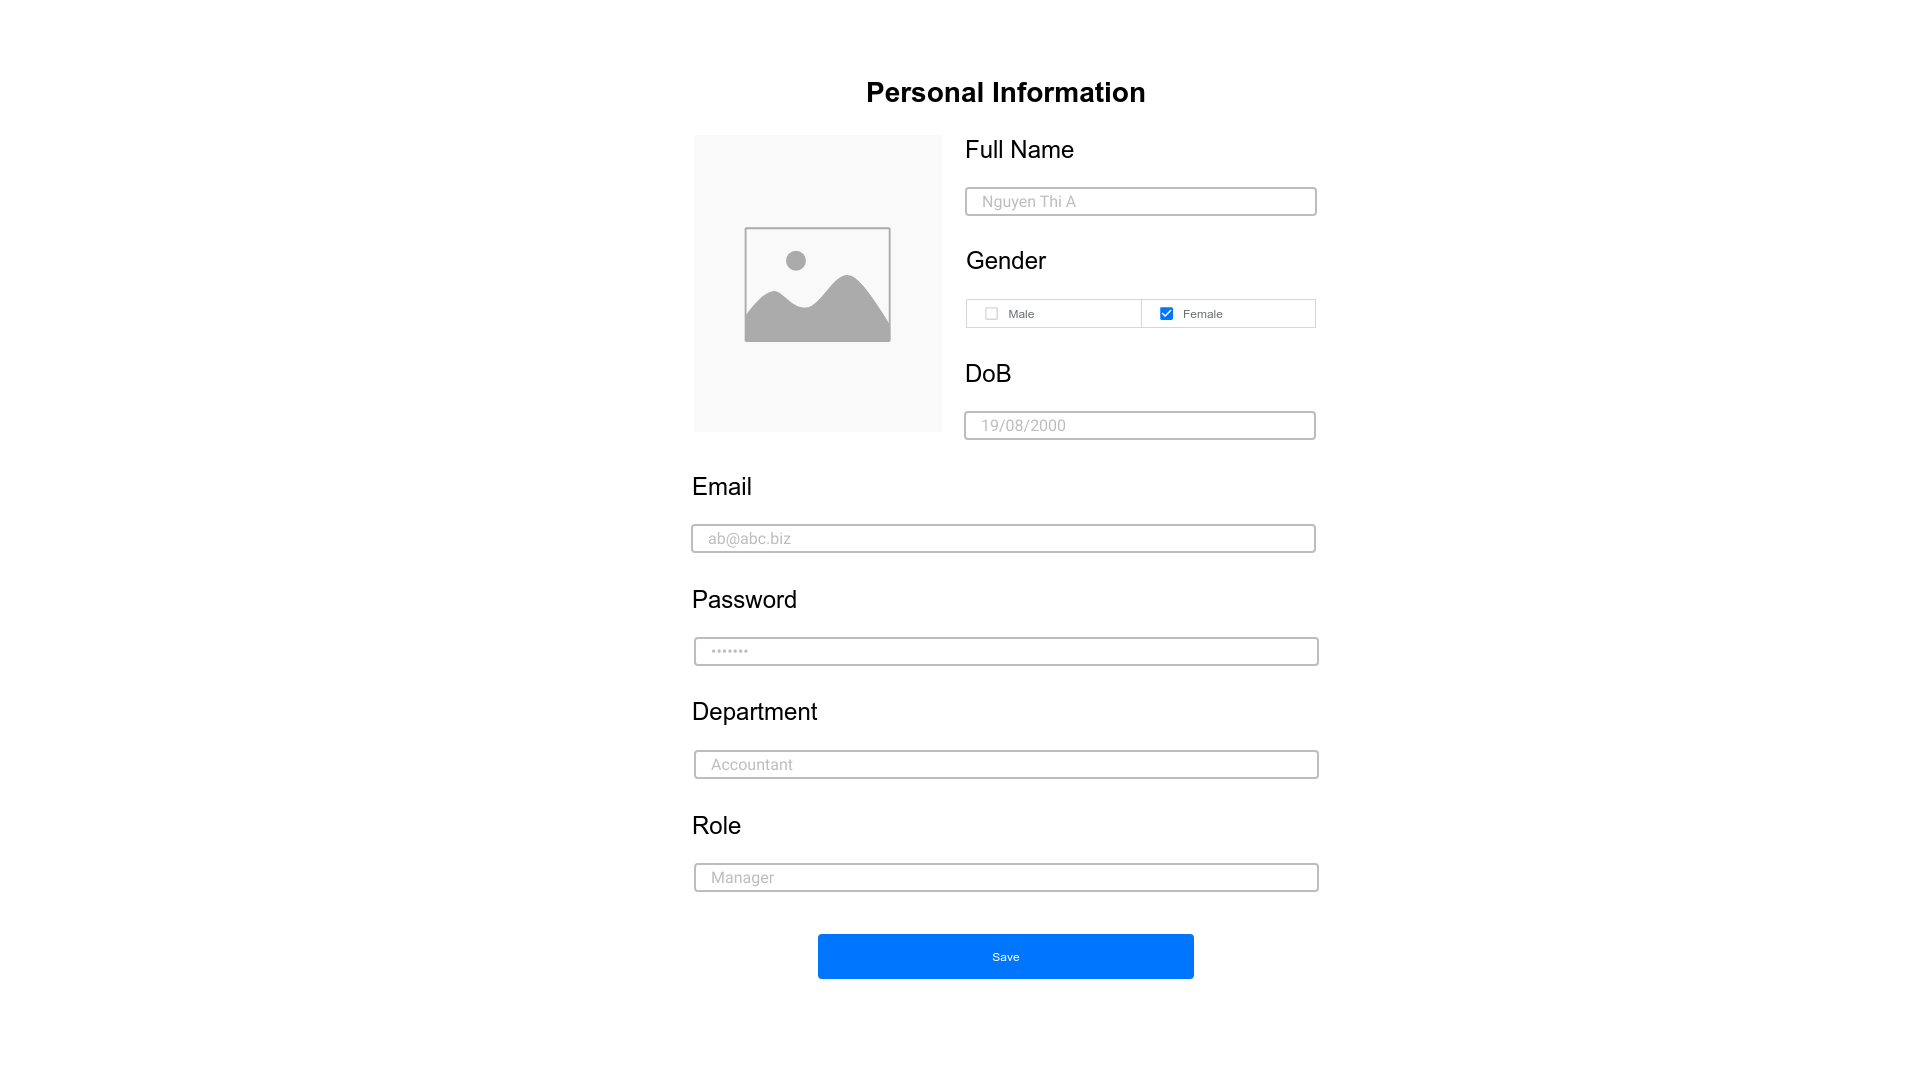 Personal Information
Full Name
Nguyen Thi A
Gender
Male
Female
DoB
19/08/2000
Email
ab@abc.biz
Password
•••••••
Department
Accountant
Role
Manager
Save